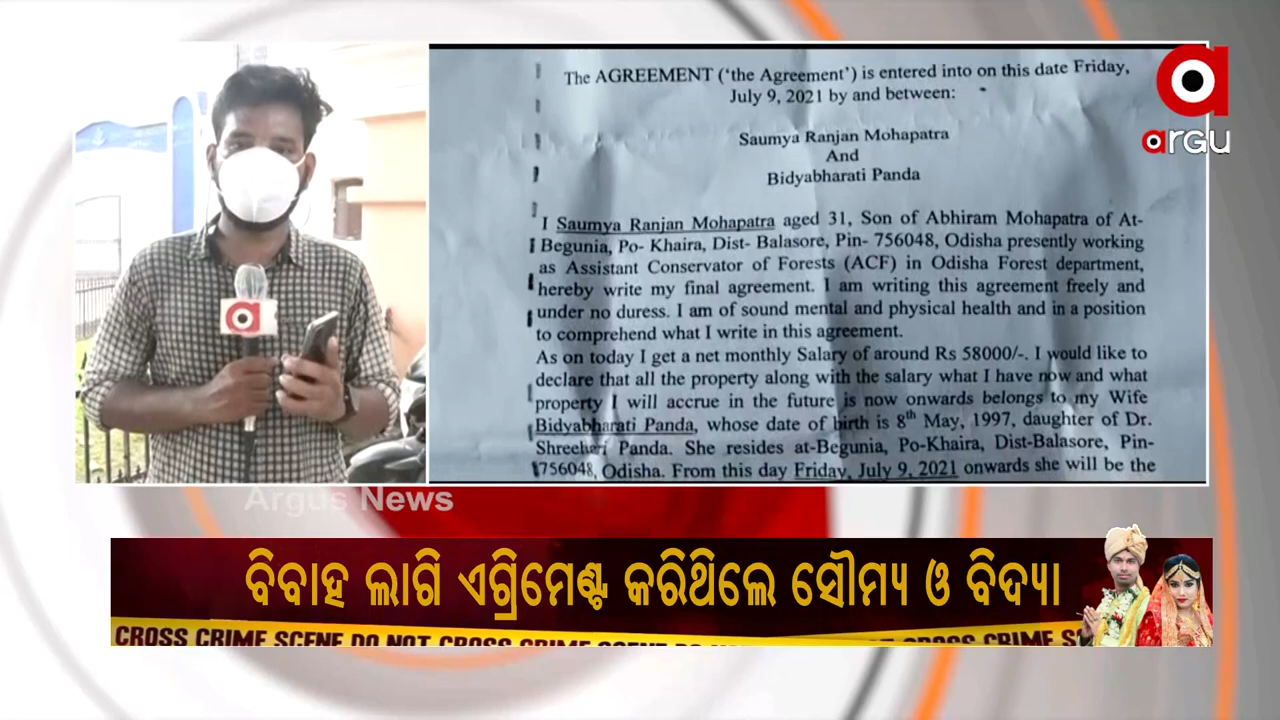 The AGREEMENT ('the Agreement') is entered into on this date Friday,
July 9, 2021 by and between:
Saumya Ranjan Mohapatra
And
Bidyabharati Panda
I Saumya Ranjan Mohapatra aged 31, Son of Abhiram Mohapatra of At-
Begunia, Po- Khaira, Dist- Balasore, Pin- 756048, Odisha presently working
as Assistant Conservator of Forests (ACF) in Odisha Forest department,
hereby write my final agreement. I am writing this agreement freely and
under no duress. I am of sound mental and physical health and in a position
to comprehend what I write in this agreement.
As on today I get a net monthly Salary of around Rs 58000/-. I would like to
declare that all the property along with the salary what I have now and what
property I will accrue in the future is now onwards belongs to my Wife
Bidyabharati Panda, whose date of birth is 8th May, 1997, daughter of Dr.
Shreehari Panda. She resides at-Begunia, Po-Khaira, Dist-Balasore, Pin-
756048, Odisha. From this day Friday, July 9, 2021 onwards she will be the
a
argu
a
Argus News
ବିବାହ ଲାଗି ଏଗ୍ରିମେଣ୍ଟ କରିଥିଲେ ସୌମ୍ୟ ଓ ବିଦ୍ୟା
CROSS CRIME SCENE DO NOT CROSS CRIME SCENE DO NOT CROSS CRIME SCENE